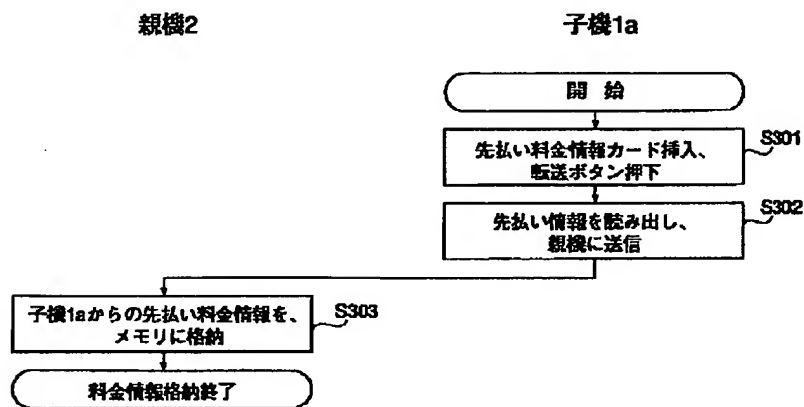 親機2
子機1a
開 始
先払い料金情報カード挿入、
転送ボタン押下
S301
先払い情報を読み出し、
親機に送信
S302
子機1aからの先払い料金情報を、
メモリに格納
S303
料金情報格納終了